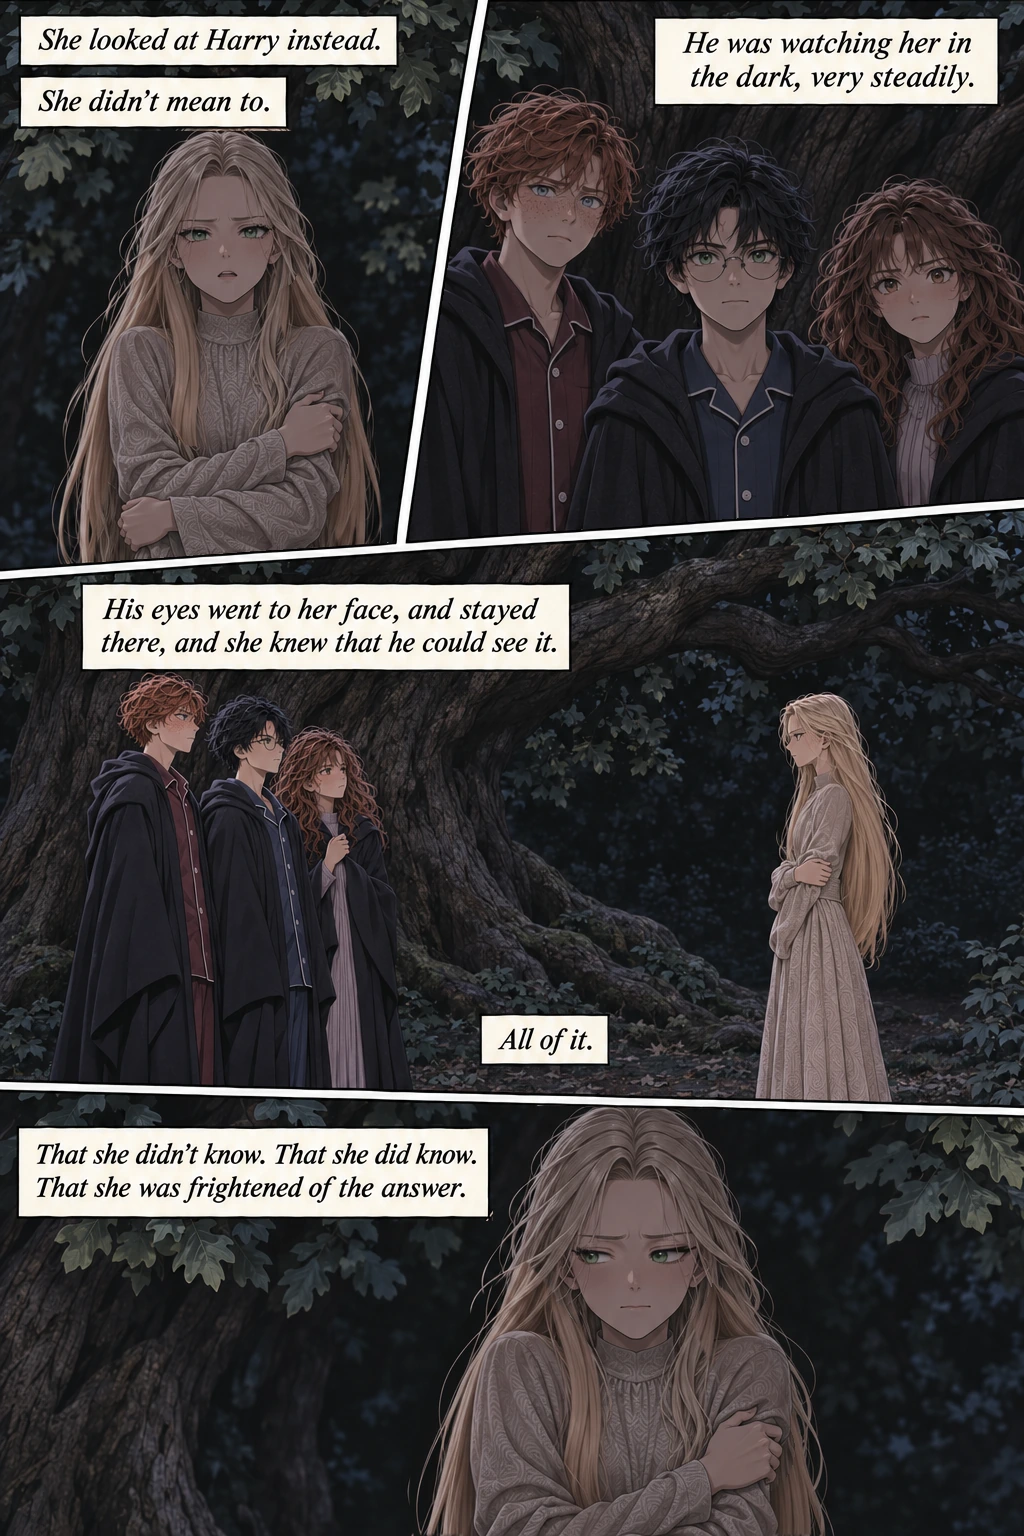 She looked at Harry instead.
She didn't mean to.
He was watching her in
the dark, very steadily.
His eyes went to her face, and stayed
there, and she knew that he could see it.
All of it.
That she didn't know. That she did know.
That she was frightened of the answer.